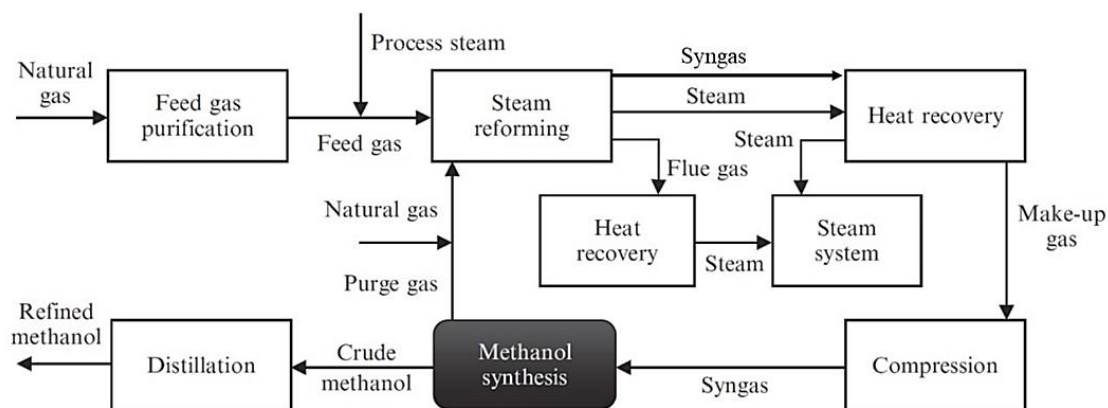 Process steam
Natural
gas
Feed gas
purification
Feed gas
Steam
reforming
Syngas
Steam
Heat recovery
Steam
Flue gas
Natural gas
Heat
recovery
Steam
Steam
system
Make-up
gas
Purge gas
Refined
methanol
Distillation
Crude
methanol
Methanol
synthesis
Syngas
Compression